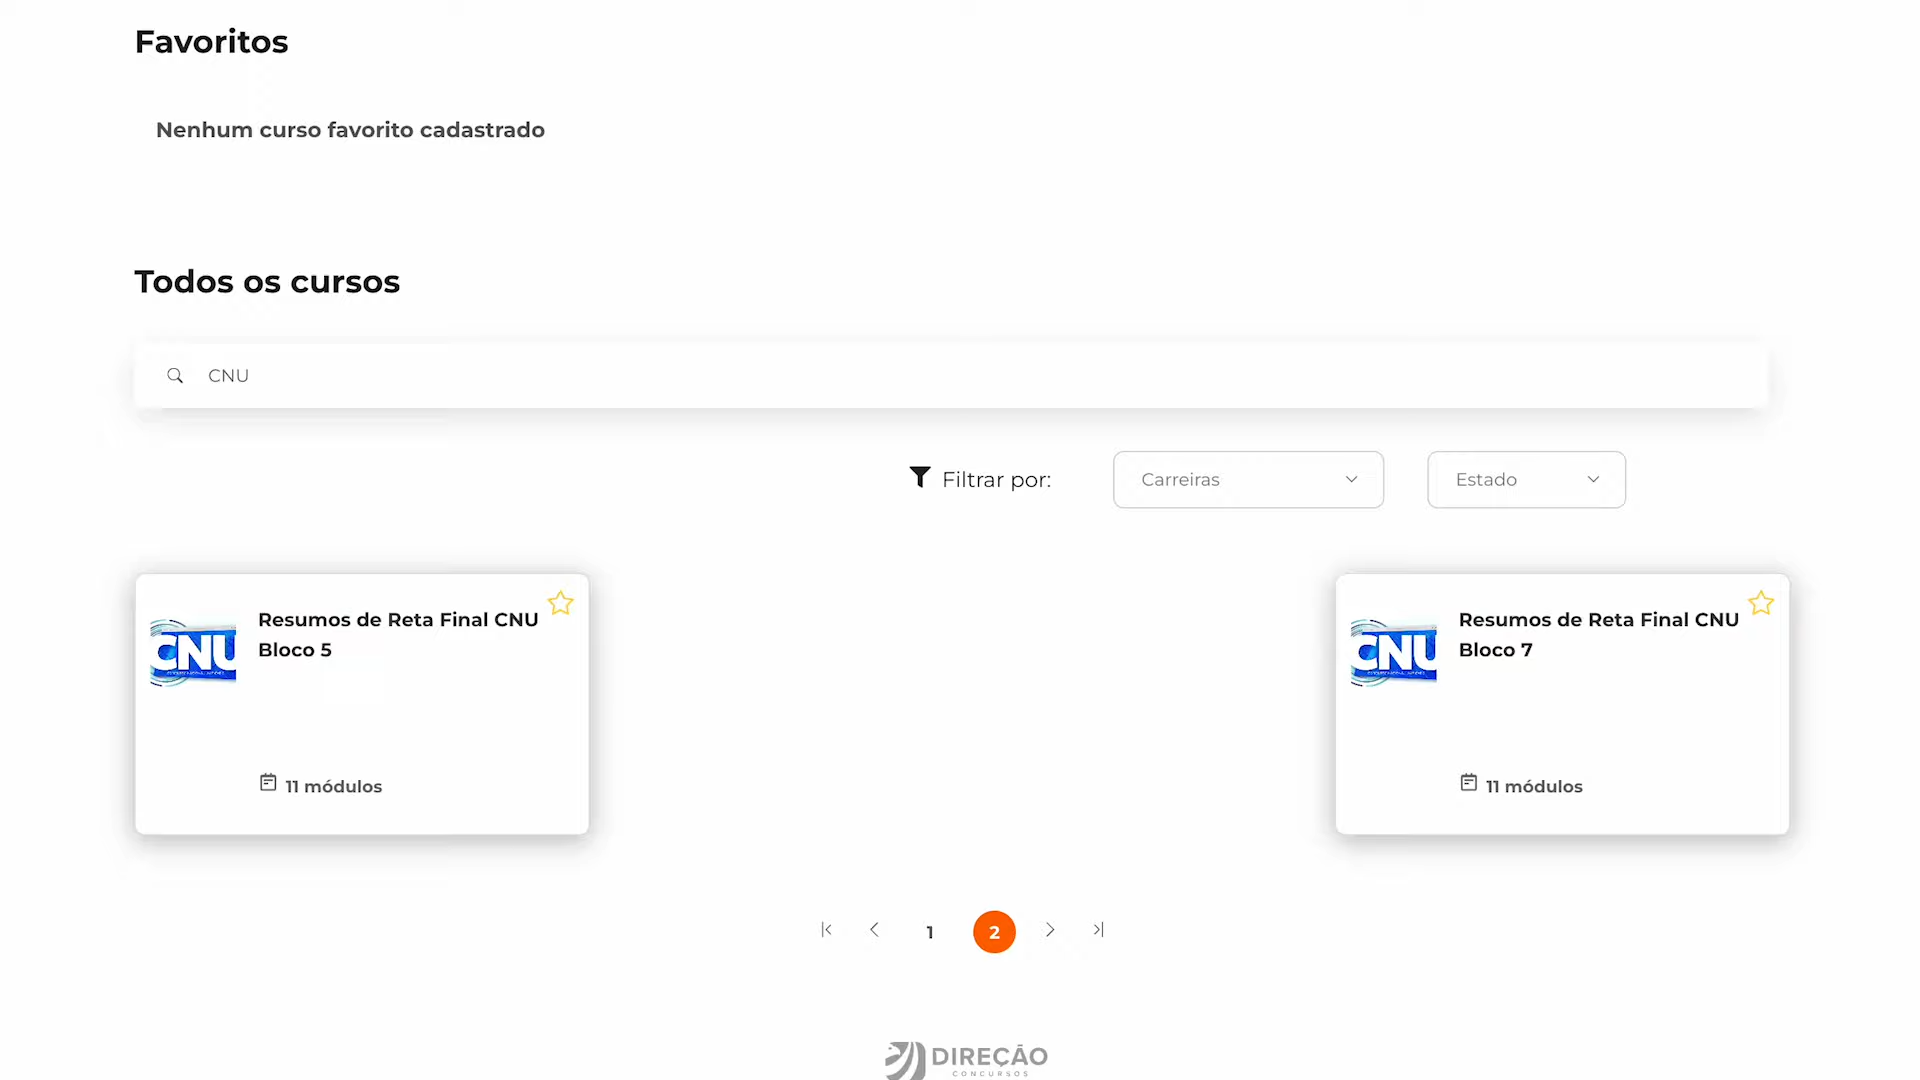 Favoritos
Nenhum curso favorito cadastrado
Todos os cursos
CNU
Filtrar por:
Carreiras
Estado
CNU
Resumos de Reta Final CNU
Bloco 5
11 módulos
CNU
Resumos de Reta Final CNU
Bloco 7
11 módulos
1
2
DIREÇÃO
CONCURSOS